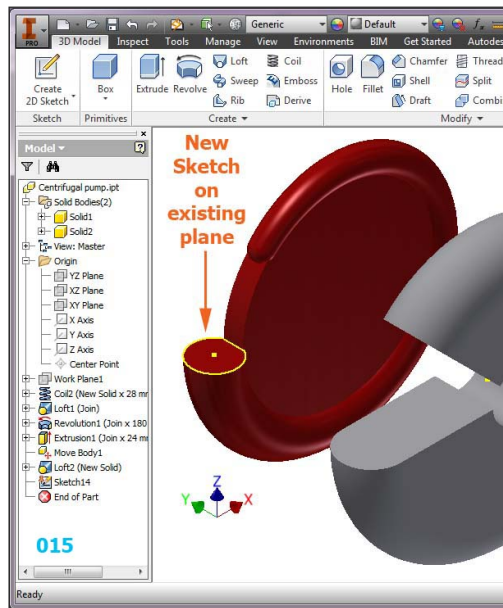 I
PRO
Generic
Default
fx
3D Model Inspect Tools Manage View Environments BIM Get Started Autodes
Create
2D Sketch
Box
Extrude Revolve
Loft
Sweep
Rib
Coil
Emboss
Derive
Hole Fillet
Chamfer
Shell
Draft
Thread
Split
Combi
Sketch Primitives Create Modify
Model
Centrifugal pump.ipt
Solid Bodies(2)
Solid1
Solid2
View: Master
Origin
YZ Plane
XZ Plane
XY Plane
X Axis
Y Axis
Z Axis
Center Point
Work Plane1
Coil2 (New Solid x 28 mr
Loft1 (Join)
Revolution1 (Join x 180
Extrusion1 (Join x 24 mr
Move Body1
Loft2 (New Solid)
Sketch14
End of Part
015
New
Sketch
on
existing
plane
Z
Y
X
Ready